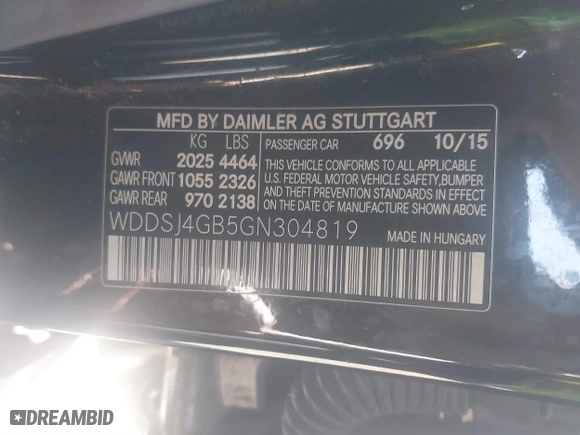 MFD BY DAIMLER AG STUTTGART
KG LBS
GVWR 2025 4464
GAWR FRONT 1055 2326
GAWR REAR 970 2138
PASSENGER CAR 696 10/15
THIS VEHICLE CONFORMS TO ALL APPLICABLE
U.S. FEDERAL MOTOR VEHICLE SAFETY, BUMPER
AND THEFT PREVENTION STANDARDS IN EFFECT
ON THE DATE OF MANUFACTURE SHOWN ABOVE.
WDDSJ4GB5GN304819 MADE IN HUNGARY
DREAMBID